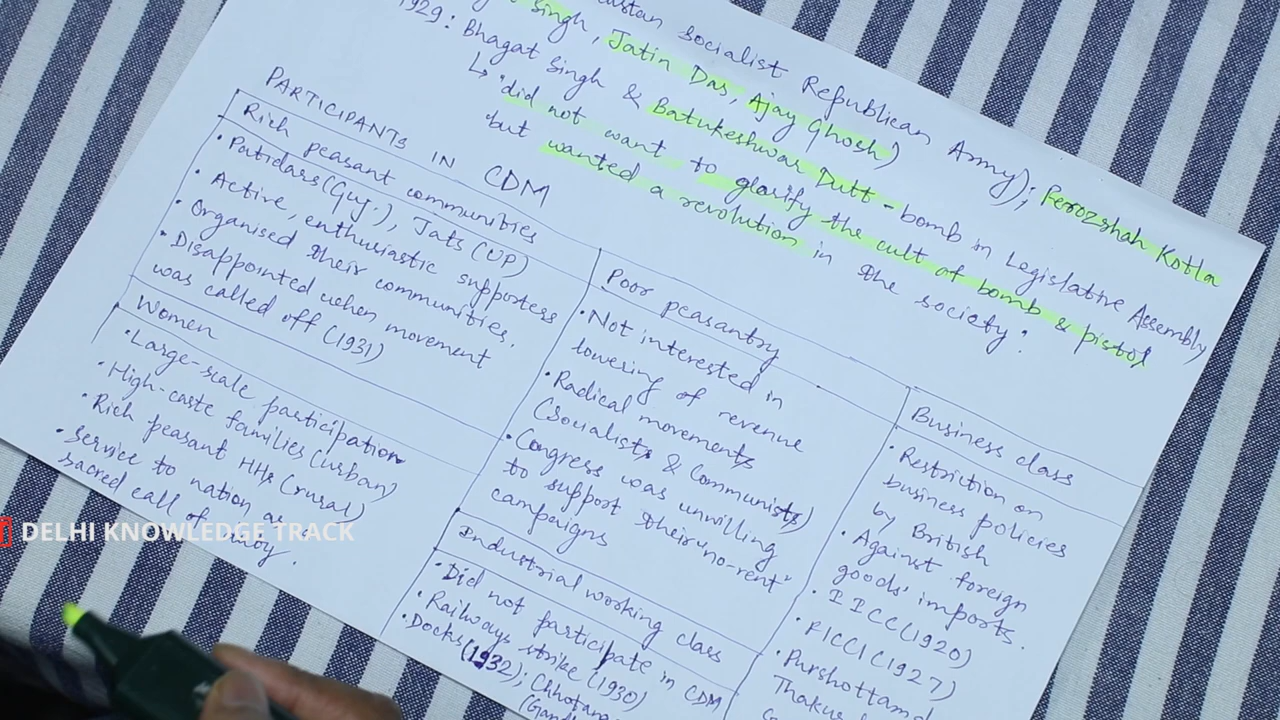 Socialist Republican Army); Ferozshah Kotla
Singh, Jatin Das, Ajay Ghosh)
1929: Bhagat Singh & Batukeshwar Dutt - bomb in Legislative Assembly
↳ "did not want to glorify the cult of bomb & pistol
but wanted a revolution in the society."
PARTICIPANTS IN CDM
Rich peasant communities
• Patidars (Guj.), Jats (UP)
• Active, enthusiastic supporters
• Organised their communities.
• Disappointed when movement
was called off (1931)
Women
• Large-scale participation
• High-caste families (urban)
• Rich peasant HHs (rural)
• Service to nation as a
sacred call of duty.
Poor peasantry
• Not interested in
lowering of revenue
• Radical movements
(Socialists & Communists)
• Congress was unwilling
to support their "no-rent"
campaigns
Industrial working class
• Did not participate in CDM
• Railways strike (1930)
• Docks (1932);
Business class
• Restriction on
business policies
by British
• Against foreign
goods' imports.
• IICC (1920)
• FICCI (1927)
• Purshottamd
Thakur
DELHI KNOWLEDGE TRACK